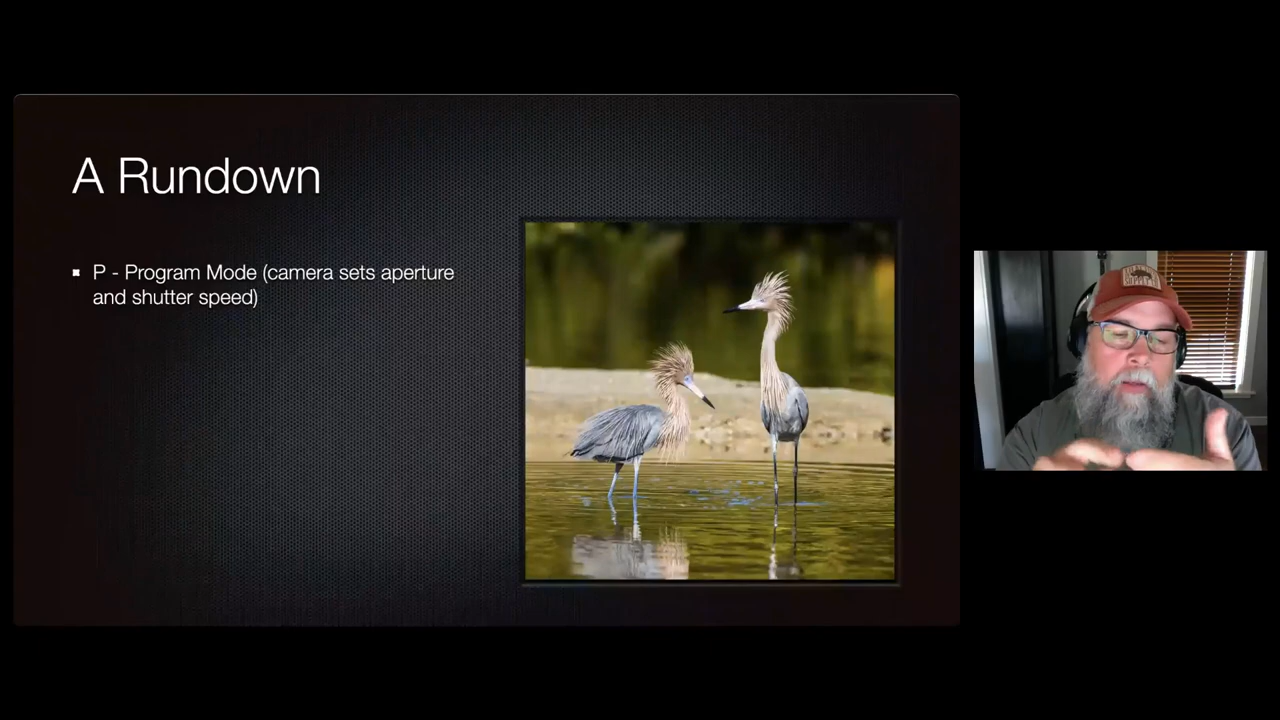 A Rundown
P - Program Mode (camera sets aperture
and shutter speed)